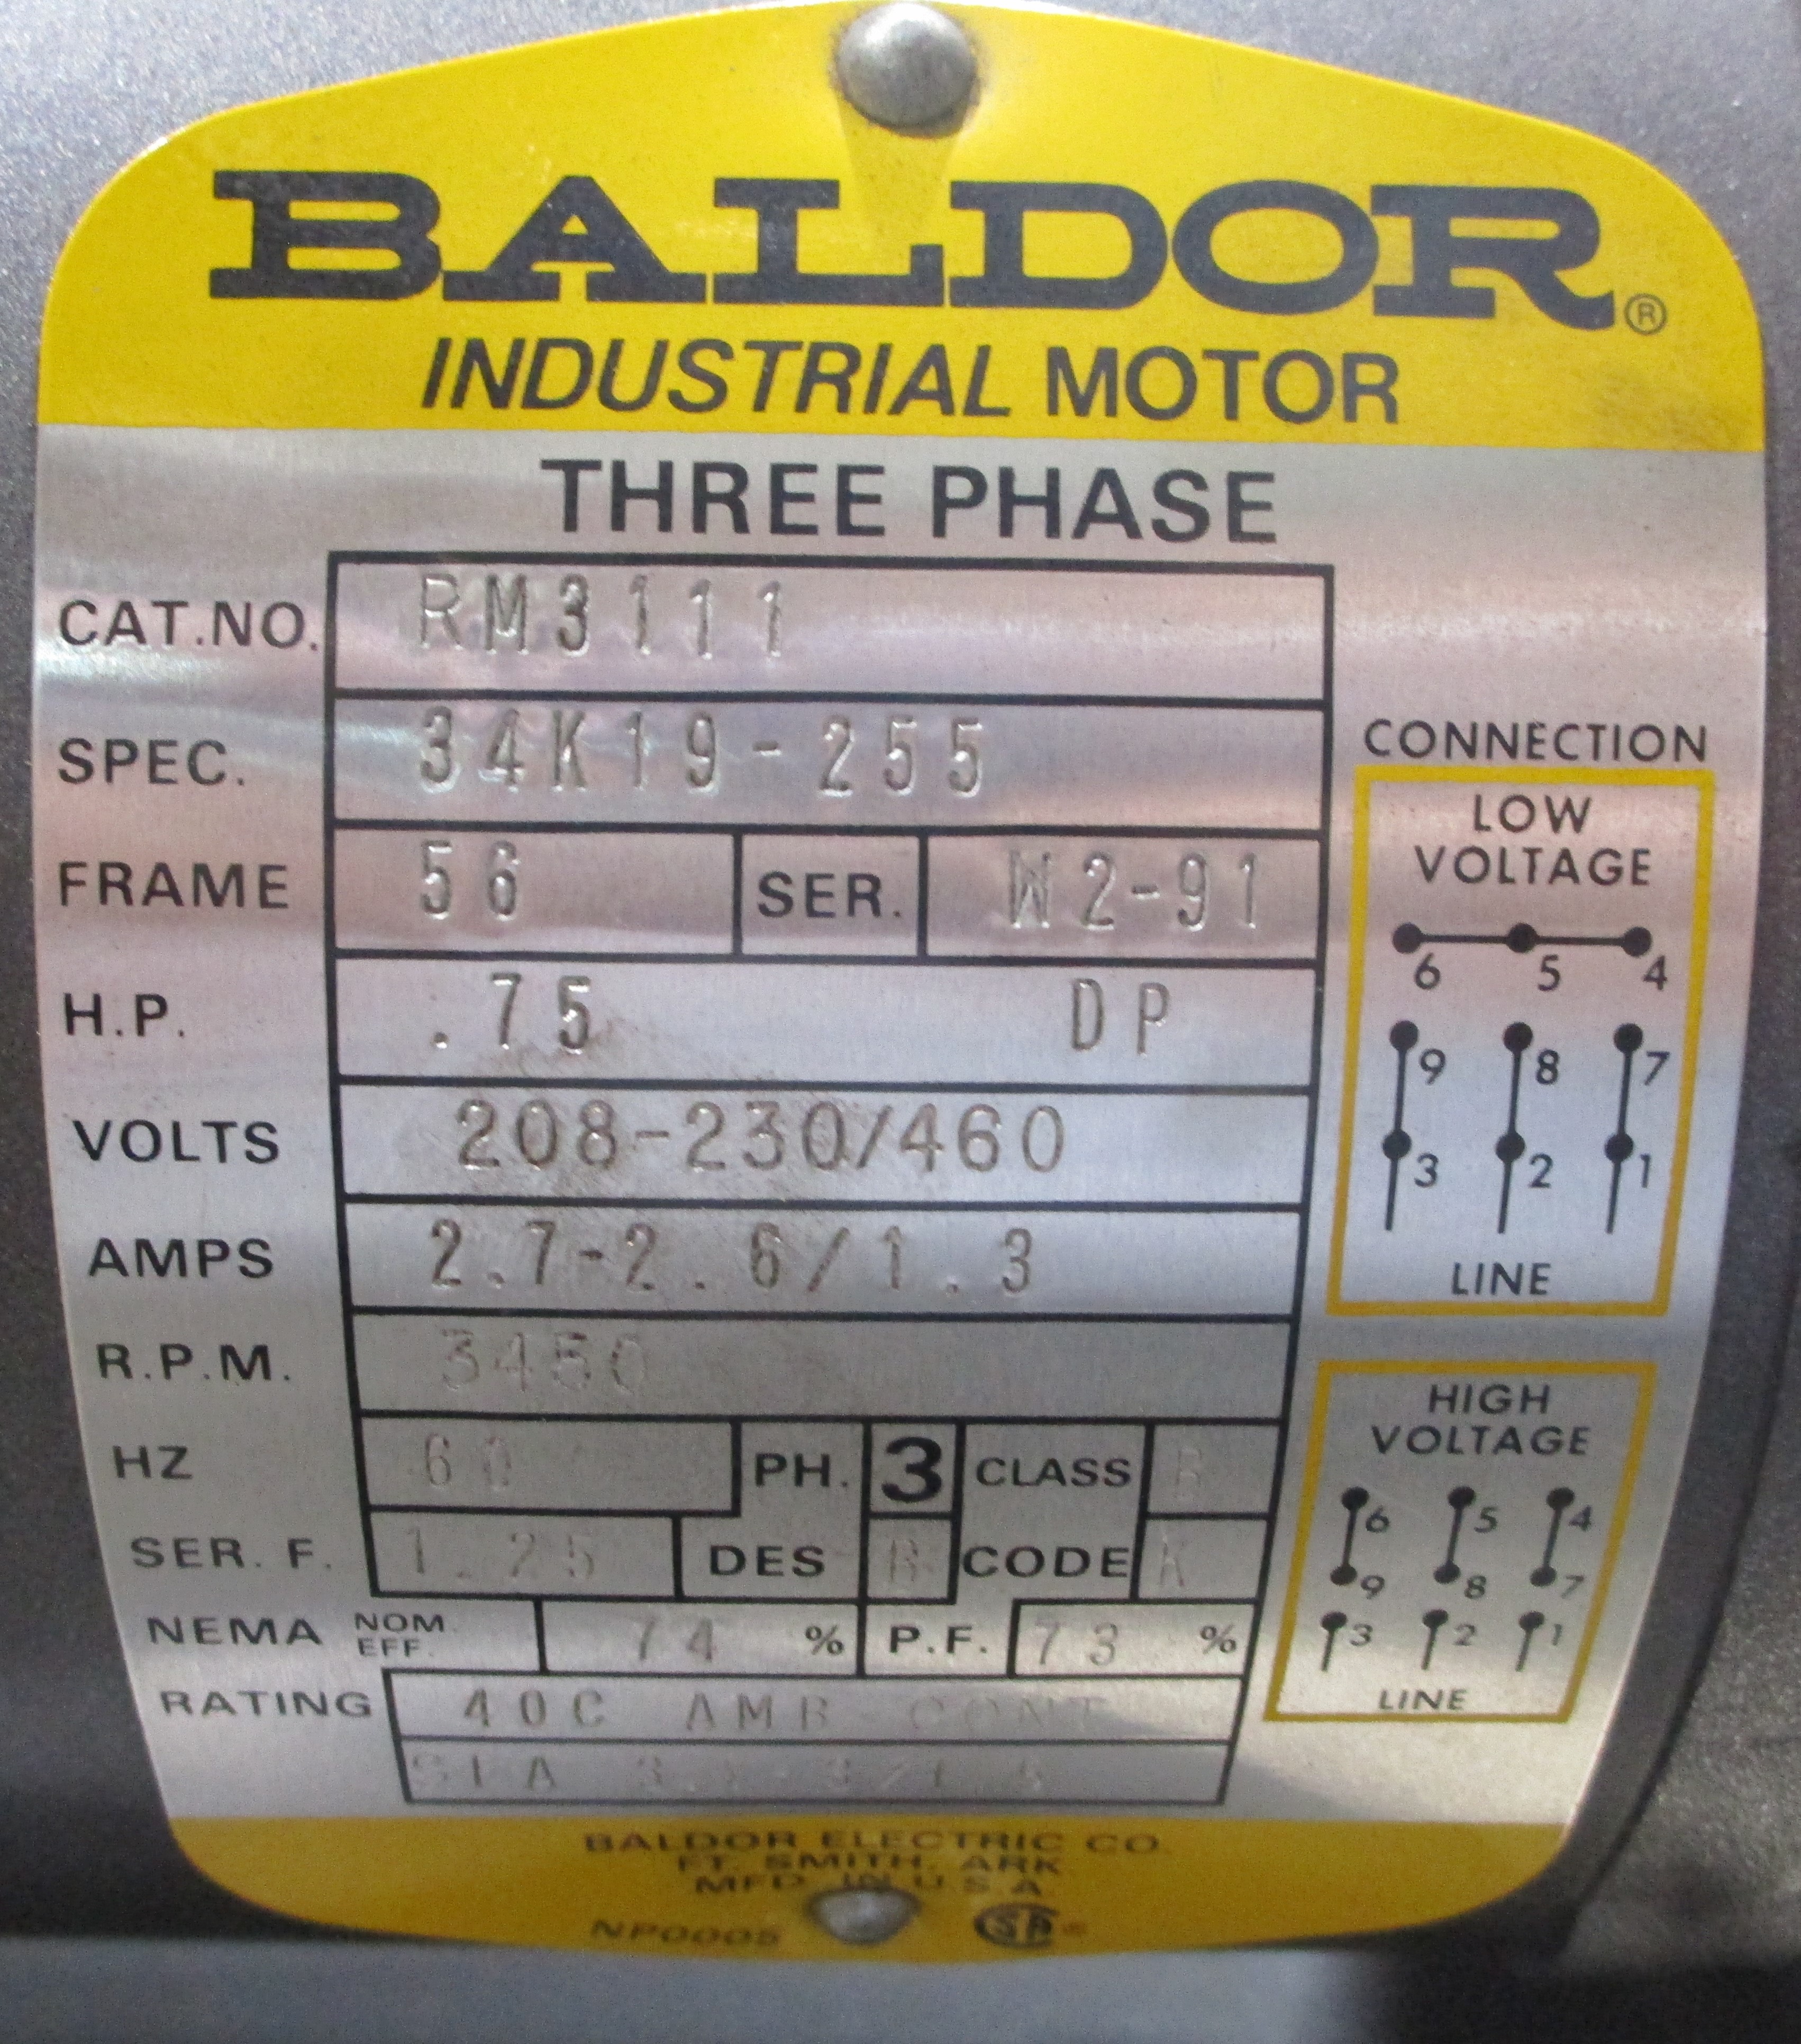 BALDOR®
INDUSTRIAL MOTOR
THREE PHASE
CAT.NO. RM3111
SPEC. 34K19-255
FRAME 56 SER. W2-91
H.P. .75 DP
VOLTS 208-230/460
AMPS 2.7-2.6/1.3
R.P.M. 3450
HZ 60 PH. 3 CLASS B
SER. F. 1.25 DES B CODE K
NEMA NOM. EFF. 74 % P.F. 73 %
RATING 40C AMB CONT
CONNECTION
LOW
VOLTAGE
6 5 4
9 8 7
3 2 1
LINE
HIGH
VOLTAGE
6 5 4
9 8 7
3 2 1
LINE
BALDOR ELECTRIC CO.
FT. SMITH, ARK
MFD. IN U.S.A.
NP0005 SA®